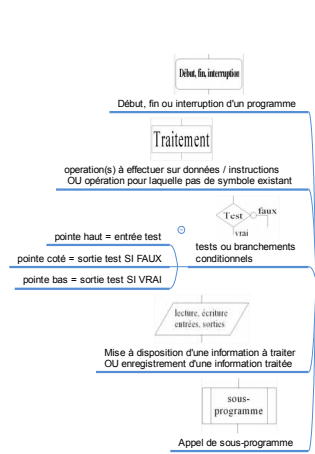 Début, fin, interruption
Début, fin ou interruption d'un programme
Traitement
operation(s) à effectuer sur données / instructions
OU opération pour laquelle pas de symbole existant
Test
faux
vrai
tests ou branchements
conditionnels
pointe haut = entrée test
pointe coté = sortie test SI FAUX
pointe bas = sortie test SI VRAI
lecture, écriture
entrées, sorties
Mise à disposition d'une information à traiter
OU enregistrement d'une information traitée
sous-
programme
Appel de sous-programme